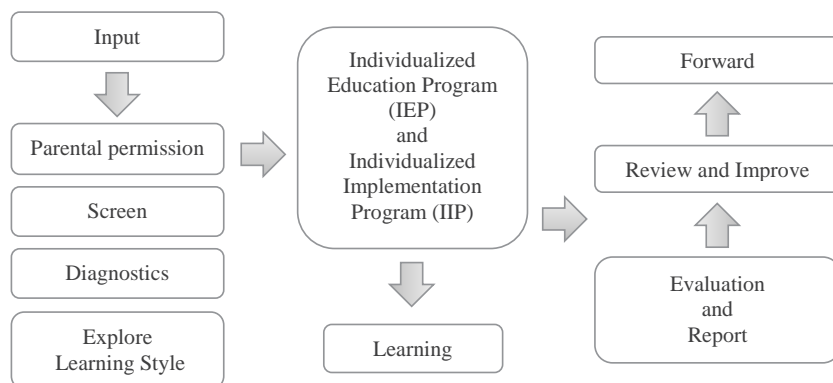 Input
Parental permission
Screen
Diagnostics
Explore
Learning Style
Individualized
Education Program
(IEP)
and
Individualized
Implementation
Program (IIP)
Learning
Forward
Review and Improve
Evaluation
and
Report